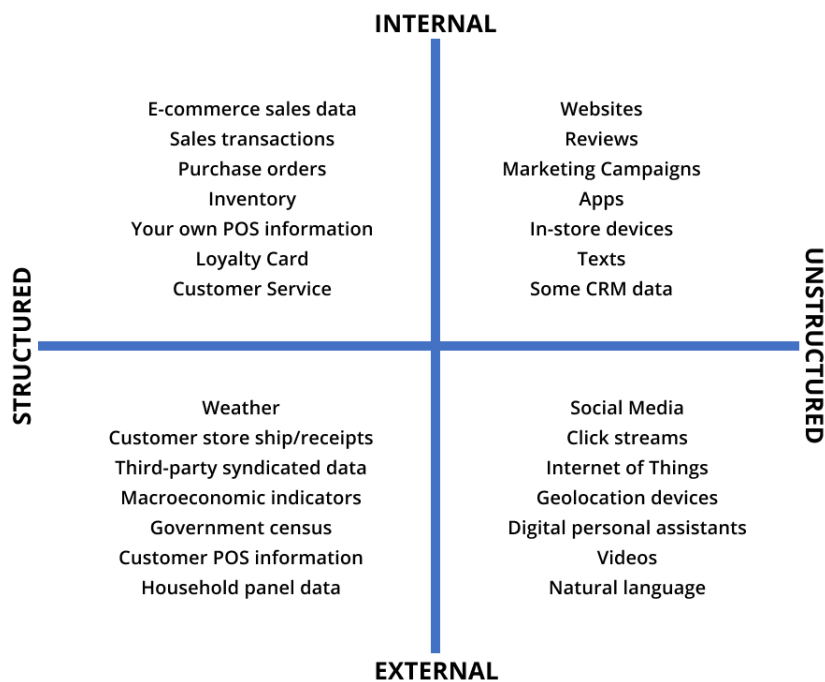 INTERNAL
E-commerce sales data
Sales transactions
Purchase orders
Inventory
Your own POS information
Loyalty Card
Customer Service
Websites
Reviews
Marketing Campaigns
Apps
In-store devices
Texts
Some CRM data
STRUCTURED
UNSTRUCTURED
Weather
Customer store ship/receipts
Third-party syndicated data
Macroeconomic indicators
Government census
Customer POS information
Household panel data
Social Media
Click streams
Internet of Things
Geolocation devices
Digital personal assistants
Videos
Natural language
EXTERNAL